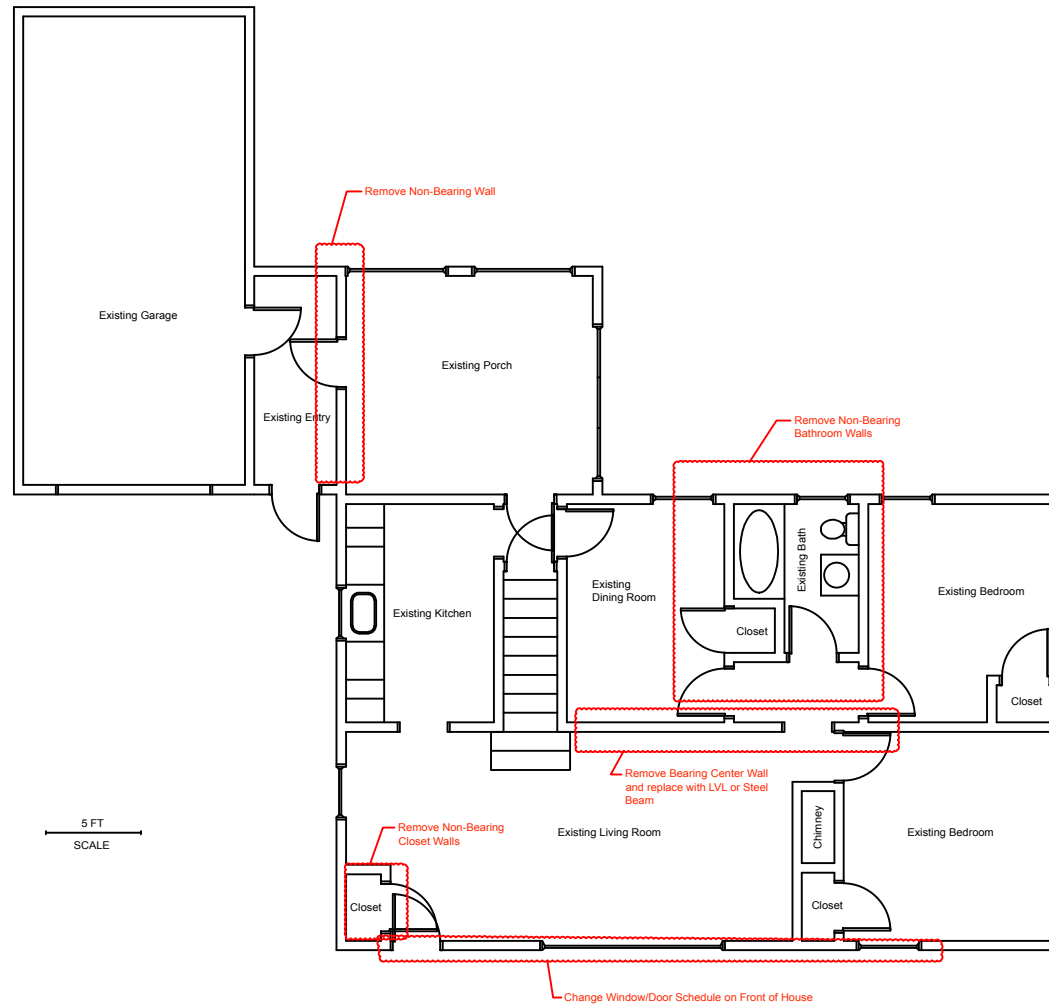 Remove Non-Bearing Wall
Existing Garage
Existing Porch
Existing Entry
Remove Non-Bearing
Bathroom Walls
Existing Bath
Existing
Dining Room
Existing Bedroom
Existing Kitchen
Closet
Closet
Remove Bearing Center Wall
and replace with LVL or Steel
Beam
5 FT
SCALE
Remove Non-Bearing
Closet Walls
Existing Living Room
Chimney
Existing Bedroom
Closet
Closet
Change Window/Door Schedule on Front of House